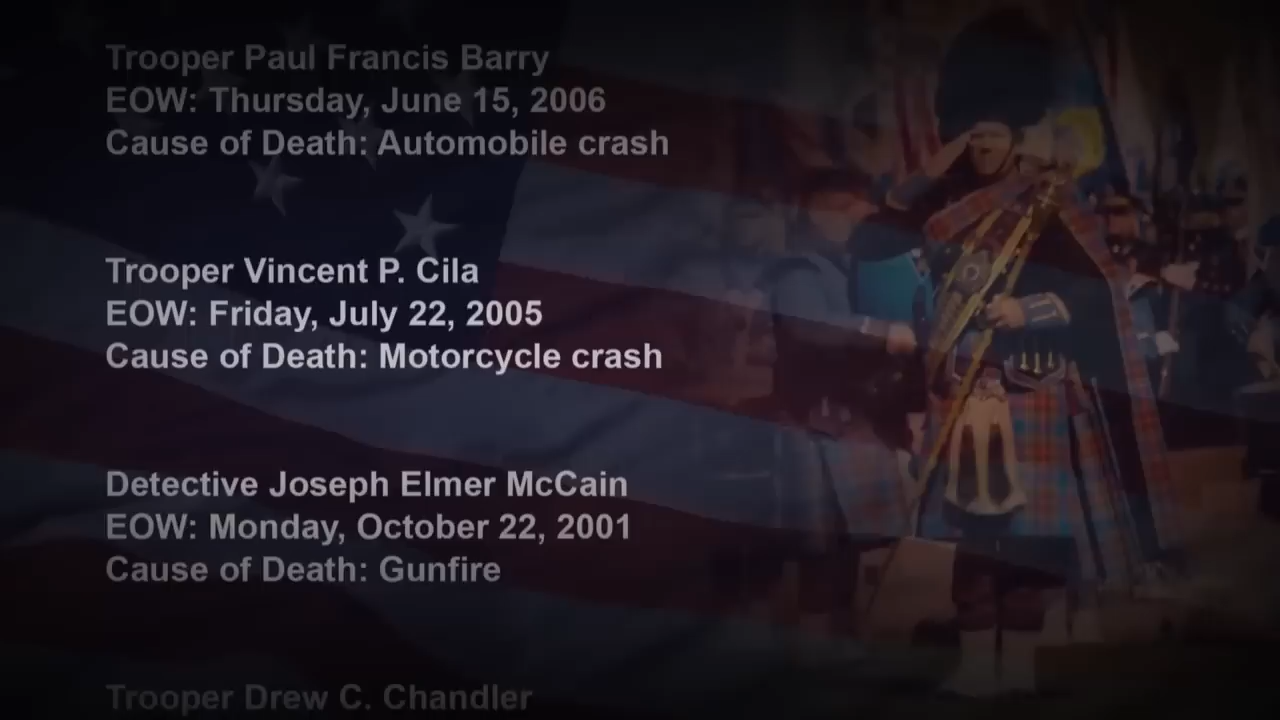 Trooper Paul Francis Barry
EOW: Thursday, June 15, 2006
Cause of Death: Automobile crash
Trooper Vincent P. Cila
EOW: Friday, July 22, 2005
Cause of Death: Motorcycle crash
Detective Joseph Elmer McCain
EOW: Monday, October 22, 2001
Cause of Death: Gunfire
Trooper Drew C. Chandler